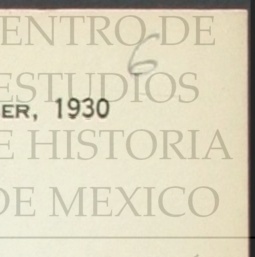 ENTRO DE
6
ESTUDIOS
ER, 1930
E HISTORIA
DE MEXICO